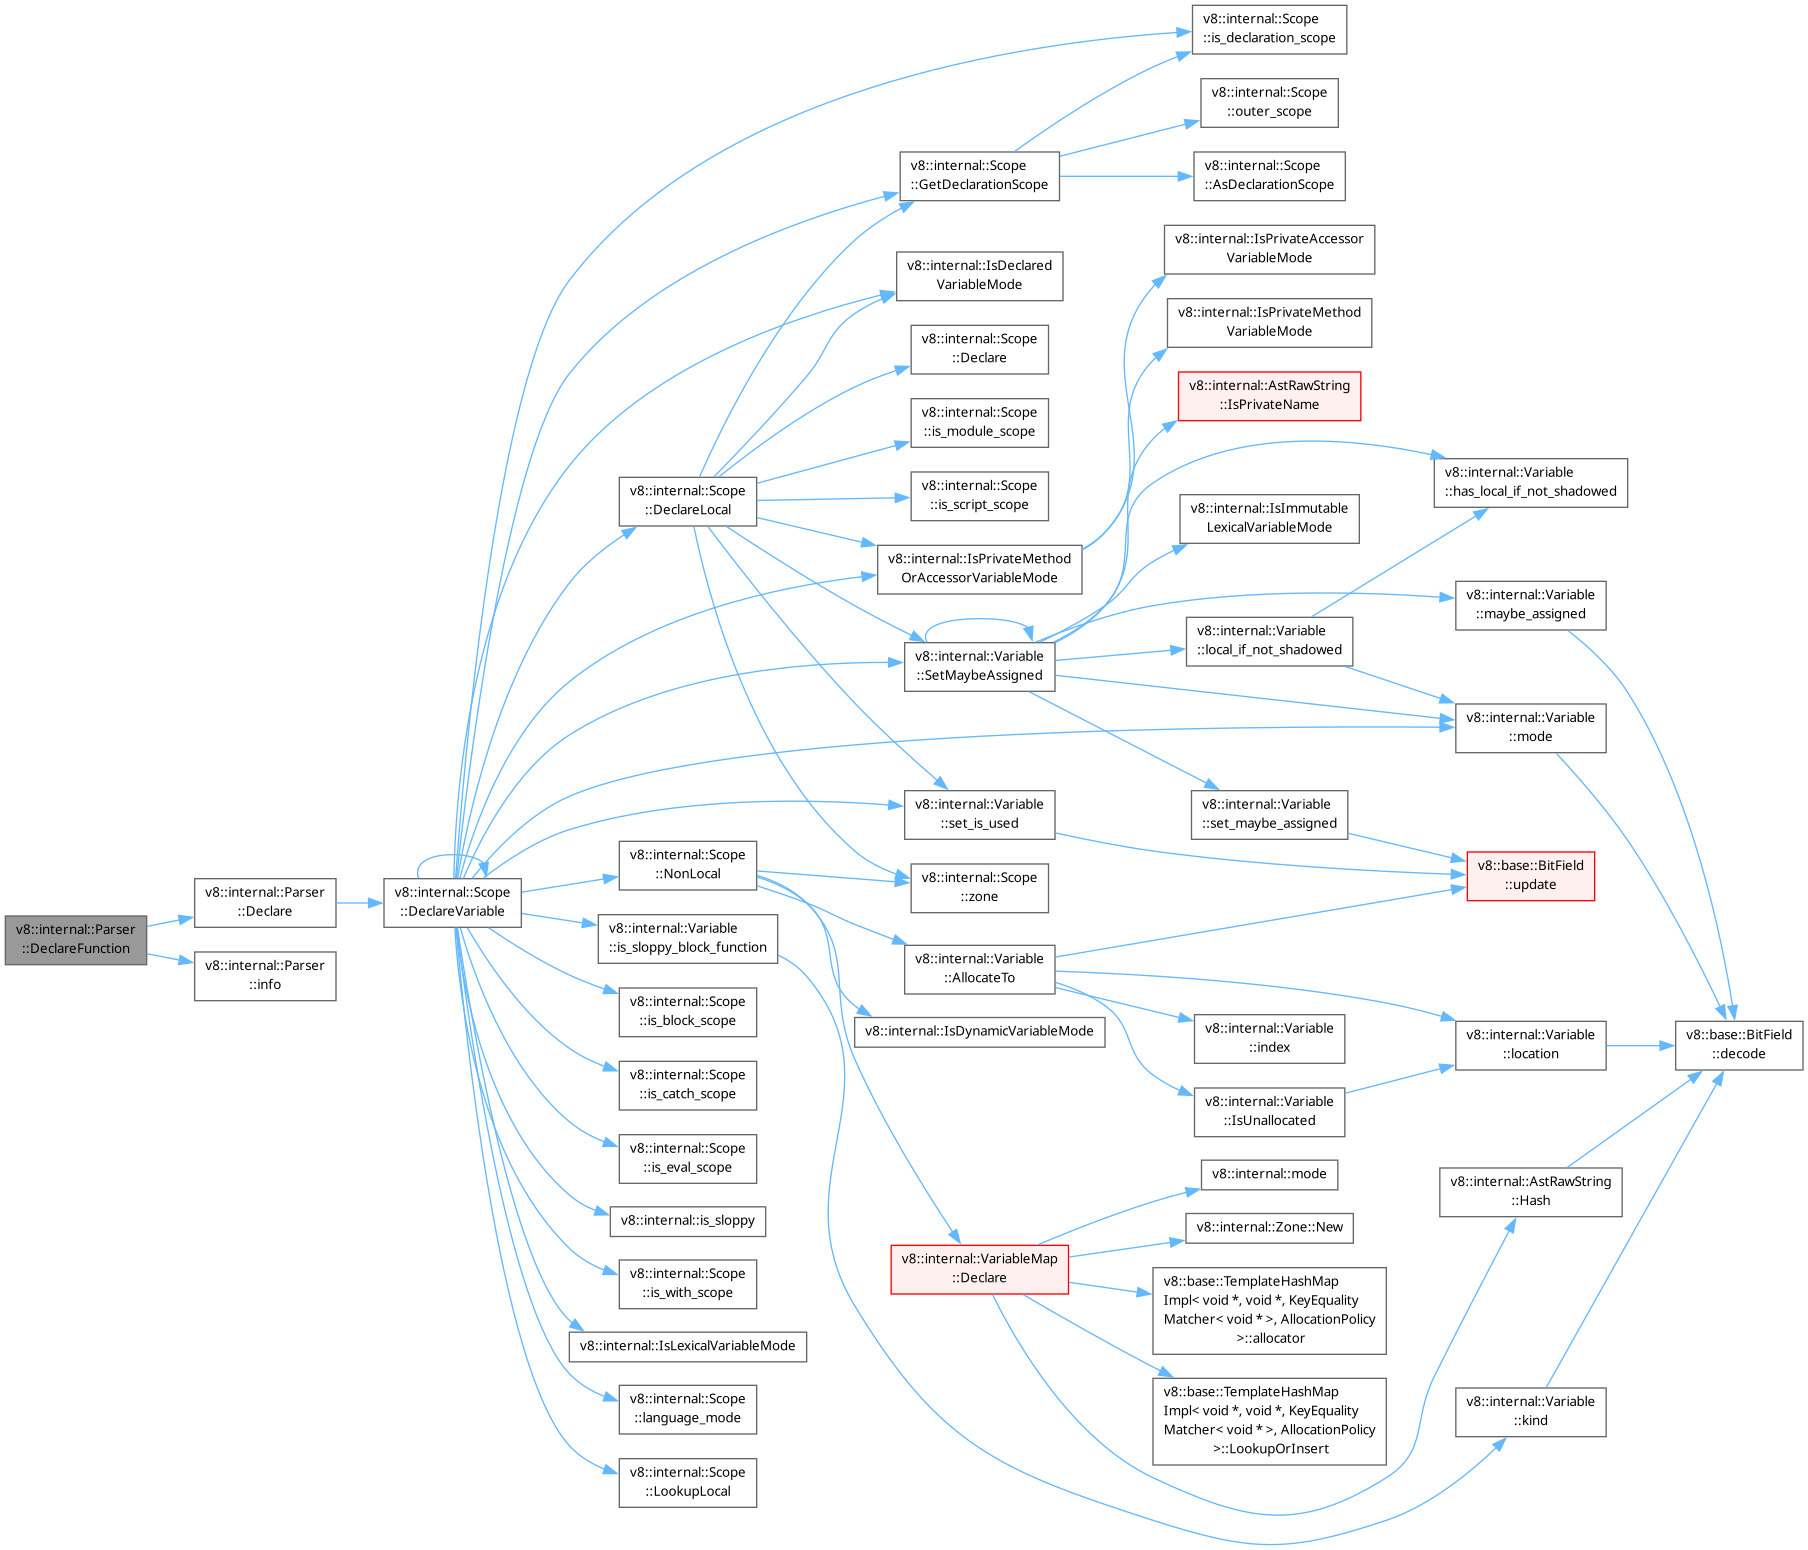 v8::internal::Parser
::DeclareFunction
v8::internal::Parser
::Declare
v8::internal::Parser
::info
v8::internal::Scope
::DeclareVariable
v8::internal::Scope
::DeclareLocal
v8::internal::Scope
::NonLocal
v8::internal::Variable
::is_sloppy_block_function
v8::internal::Scope
::is_block_scope
v8::internal::Scope
::is_catch_scope
v8::internal::Scope
::is_eval_scope
v8::internal::is_sloppy
v8::internal::Scope
::is_with_scope
v8::internal::IsLexicalVariableMode
v8::internal::Scope
::language_mode
v8::internal::Scope
::LookupLocal
v8::internal::Scope
::GetDeclarationScope
v8::internal::IsDeclared
VariableMode
v8::internal::Scope
::Declare
v8::internal::Scope
::is_module_scope
v8::internal::Scope
::is_script_scope
v8::internal::IsPrivateMethod
OrAccessorVariableMode
v8::internal::Variable
::SetMaybeAssigned
v8::internal::Variable
::set_is_used
v8::internal::Scope
::zone
v8::internal::Variable
::AllocateTo
v8::internal::IsDynamicVariableMode
v8::internal::VariableMap
::Declare
v8::internal::Scope
::is_declaration_scope
v8::internal::Scope
::outer_scope
v8::internal::Scope
::AsDeclarationScope
v8::internal::IsPrivateAccessor
VariableMode
v8::internal::IsPrivateMethod
VariableMode
v8::internal::AstRawString
::IsPrivateName
v8::internal::IsImmutable
LexicalVariableMode
v8::internal::Variable
::local_if_not_shadowed
v8::internal::Variable
::set_maybe_assigned
v8::internal::Variable
::index
v8::internal::Variable
::IsUnallocated
v8::internal::mode
v8::internal::Zone::New
v8::base::TemplateHashMap
Impl< void *, void *, KeyEquality
Matcher< void * >, AllocationPolicy
>::allocator
v8::base::TemplateHashMap
Impl< void *, void *, KeyEquality
Matcher< void * >, AllocationPolicy
>::LookupOrInsert
v8::internal::Variable
::has_local_if_not_shadowed
v8::internal::Variable
::maybe_assigned
v8::internal::Variable
::mode
v8::base::BitField
::update
v8::internal::Variable
::location
v8::internal::AstRawString
::Hash
v8::internal::Variable
::kind
v8::base::BitField
::decode